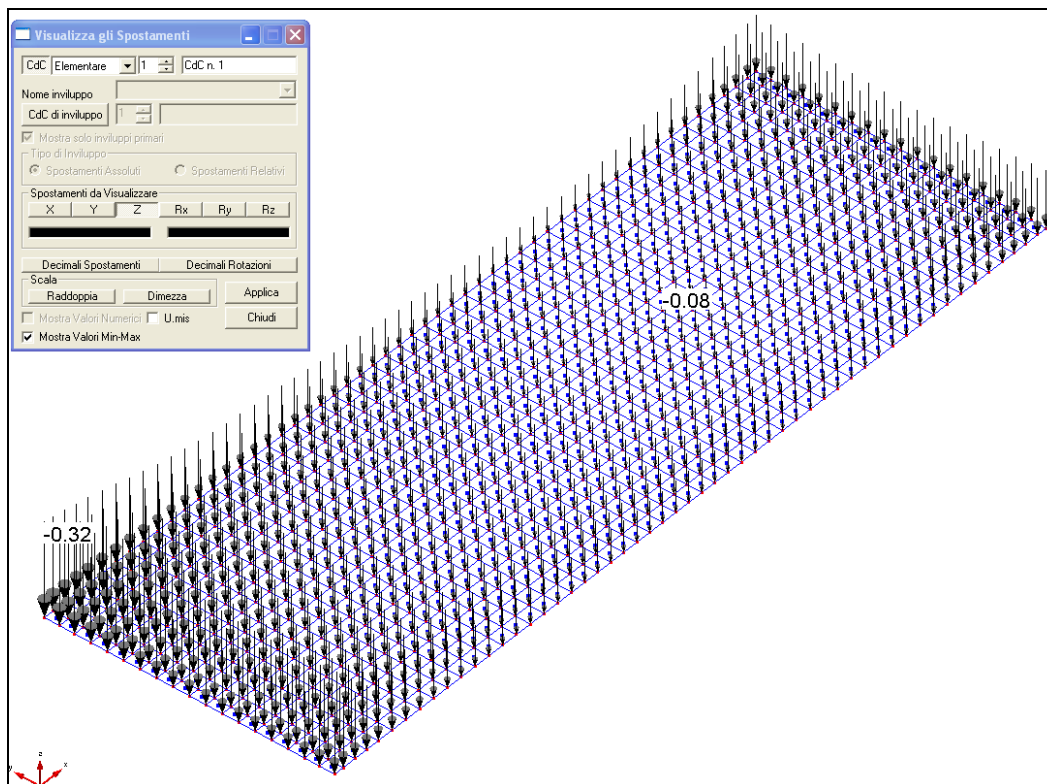 Visualizza gli Spostamenti
CdC Elementare 1 CdC n. 1
Nome inviluppo
CdC di inviluppo 1
Mostra solo inviluppi primari
Tipo di Inviluppo
Spostamenti Assoluti Spostamenti Relativi
Spostamenti da Visualizzare
X Y Z Rx Ry Rz
Decimali Spostamenti Decimali Rotazioni
Scala
Raddoppia Dimezza Applica
Mostra Valori Numerici U.mis Chiudi
Mostra Valori Min-Max
-0.08
-0.32
z
y x